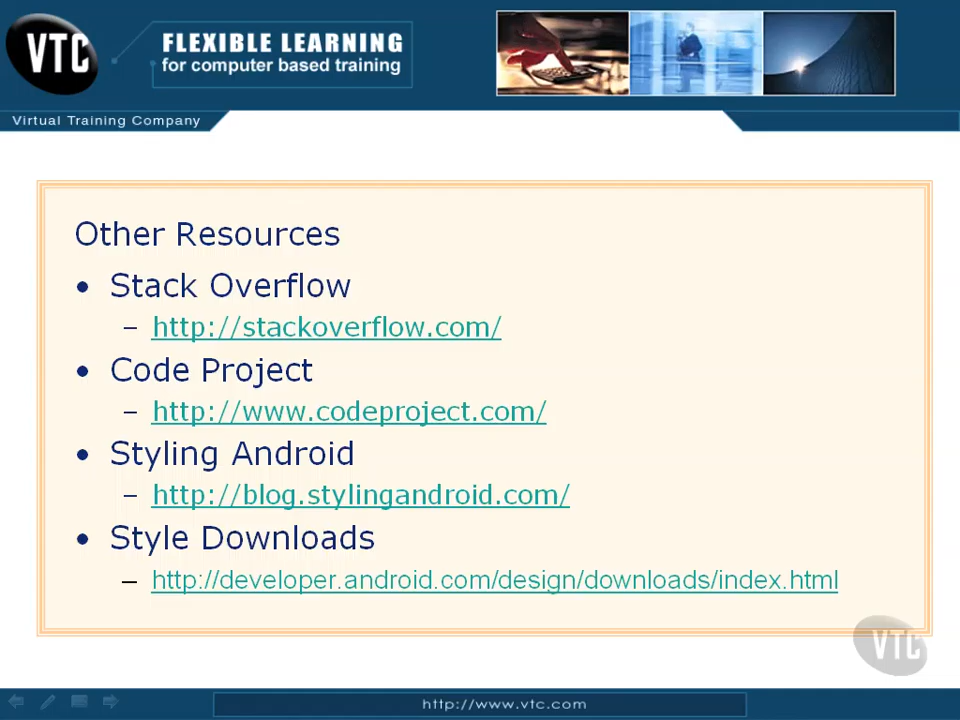 VTC
FLEXIBLE LEARNING
for computer based training
Virtual Training Company
Other Resources
• Stack Overflow
– http://stackoverflow.com/
• Code Project
– http://www.codeproject.com/
• Styling Android
– http://blog.stylingandroid.com/
• Style Downloads
– http://developer.android.com/design/downloads/index.html
VTC
http://www.vtc.com